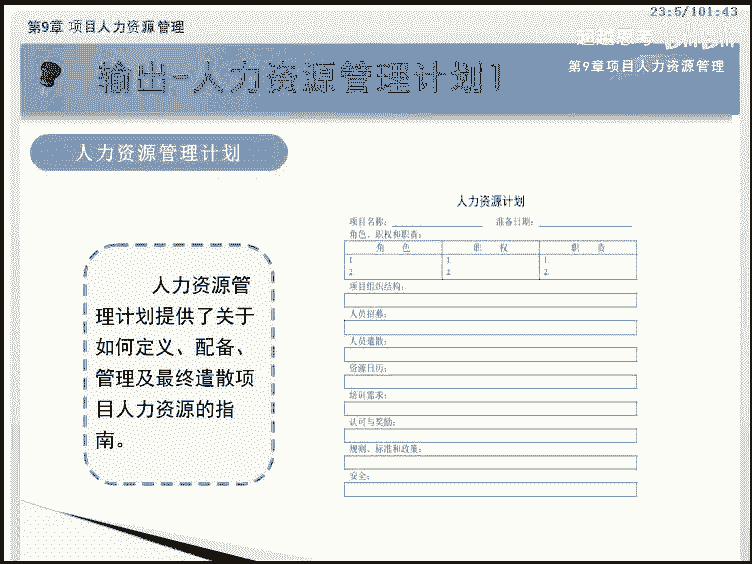 23:5/101:43
第9章 项目人力资源管理
超越思考 bilibili
第9章项目人力资源管理
输出-人力资源管理计划1
人力资源管理计划
人力资源管
理计划提供了关于
如何定义、配备、
管理及最终遣散项
目人力资源的指
南。
人力资源计划
项目名称： 准备日期：
角色、职权和职责：
角 色 职 权 职 责
1 1 1
2 2 2
项目组织结构：
人员招募：
人员遣散：
资源日历：
培训需求：
认可与奖励：
规则、标准和政策：
安全：